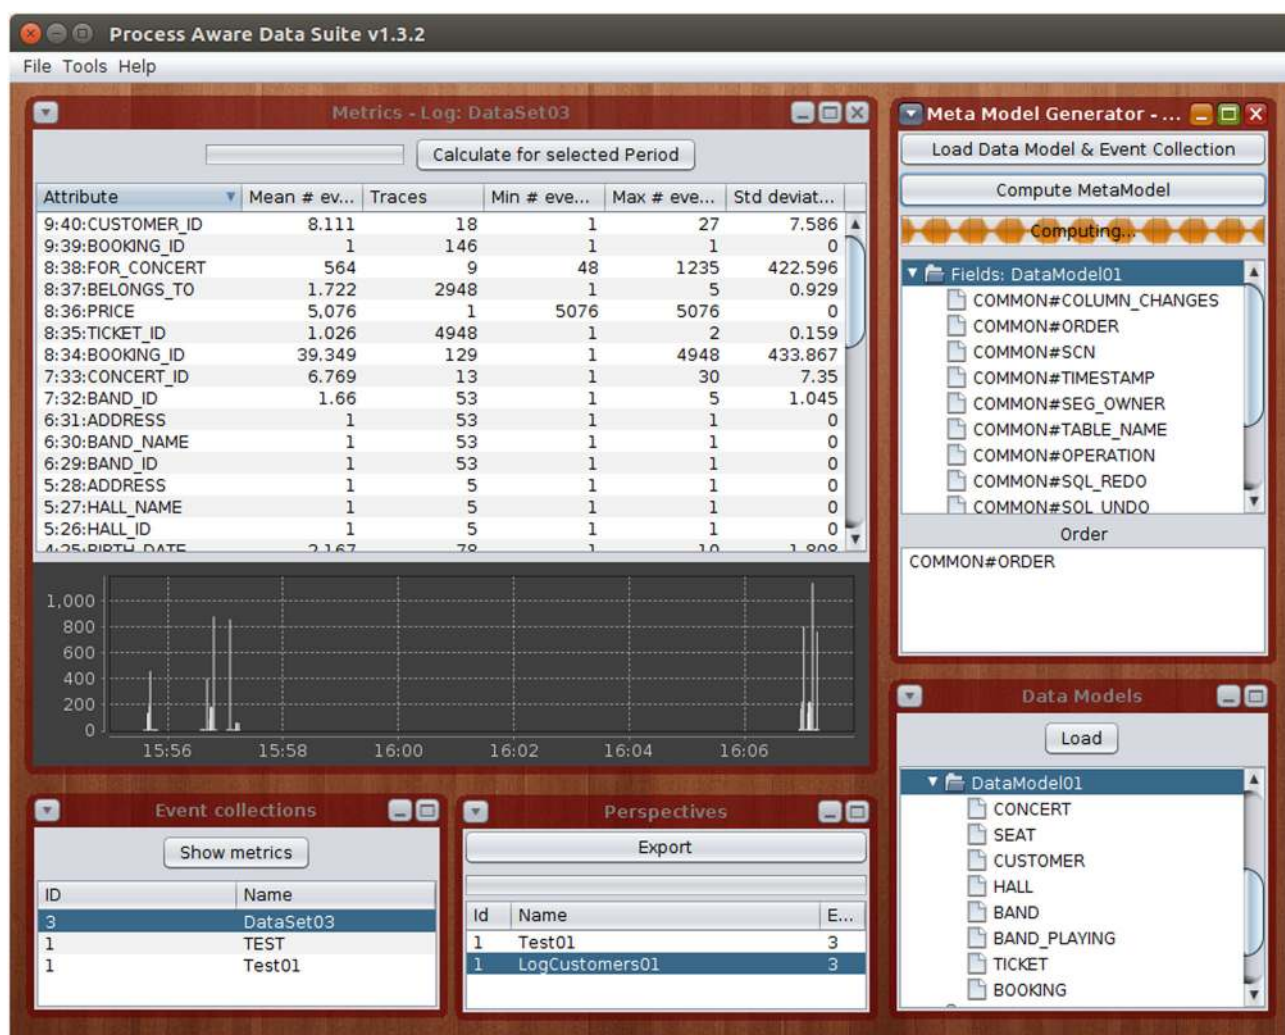 Process Aware Data Suite v1.3.2
File Tools Help
Metrics - Log: DataSet03
Calculate for selected Period
Attribute Mean # ev... Traces Min # eve... Max # eve... Std deviat...
9:40:CUSTOMER_ID 8.111 18 1 27 7.586
9:39:BOOKING_ID 1 146 1 1 0
8:38:FOR_CONCERT 564 9 48 1235 422.596
8:37:BELONGS_TO 1.722 2948 1 5 0.929
8:36:PRICE 5,076 1 5076 5076 0
8:35:TICKET_ID 1.026 4948 1 2 0.159
8:34:BOOKING_ID 39.349 129 1 4948 433.867
7:33:CONCERT_ID 6.769 13 1 30 7.35
7:32:BAND_ID 1.66 53 1 5 1.045
6:31:ADDRESS 1 53 1 1 0
6:30:BAND_NAME 1 53 1 1 0
6:29:BAND_ID 1 53 1 1 0
5:28:ADDRESS 1 5 1 1 0
5:27:HALL_NAME 1 5 1 1 0
5:26:HALL_ID 1 5 1 1 0
4:25:BIRTH_DATE 2.167 78 1 10 1.808
1,000
800
600
400
200
0
15:56 15:58 16:00 16:02 16:04 16:06
Meta Model Generator - ...
Load Data Model & Event Collection
Compute MetaModel
Computing...
Fields: DataModel01
COMMON#COLUMN_CHANGES
COMMON#ORDER
COMMON#SCN
COMMON#TIMESTAMP
COMMON#SEG_OWNER
COMMON#TABLE_NAME
COMMON#OPERATION
COMMON#SQL_REDO
COMMON#SQL_UNDO
Order
COMMON#ORDER
Event collections
Show metrics
ID Name
3 DataSet03
1 TEST
1 Test01
Perspectives
Export
Id Name E...
1 Test01 3
1 LogCustomers01 3
Data Models
Load
DataModel01
CONCERT
SEAT
CUSTOMER
HALL
BAND
BAND_PLAYING
TICKET
BOOKING